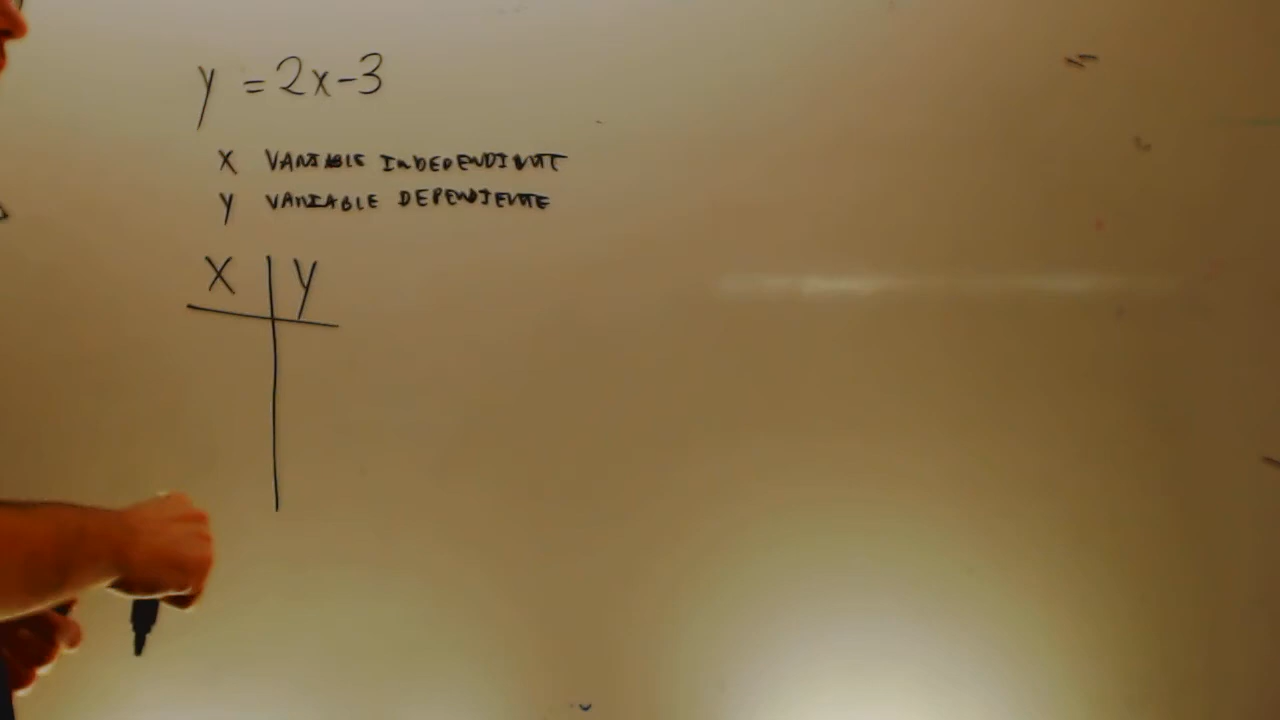 y = 2x-3
X VARIABLE INDEPENDIENTE
y VARIABLE DEPENDIENTE
X y